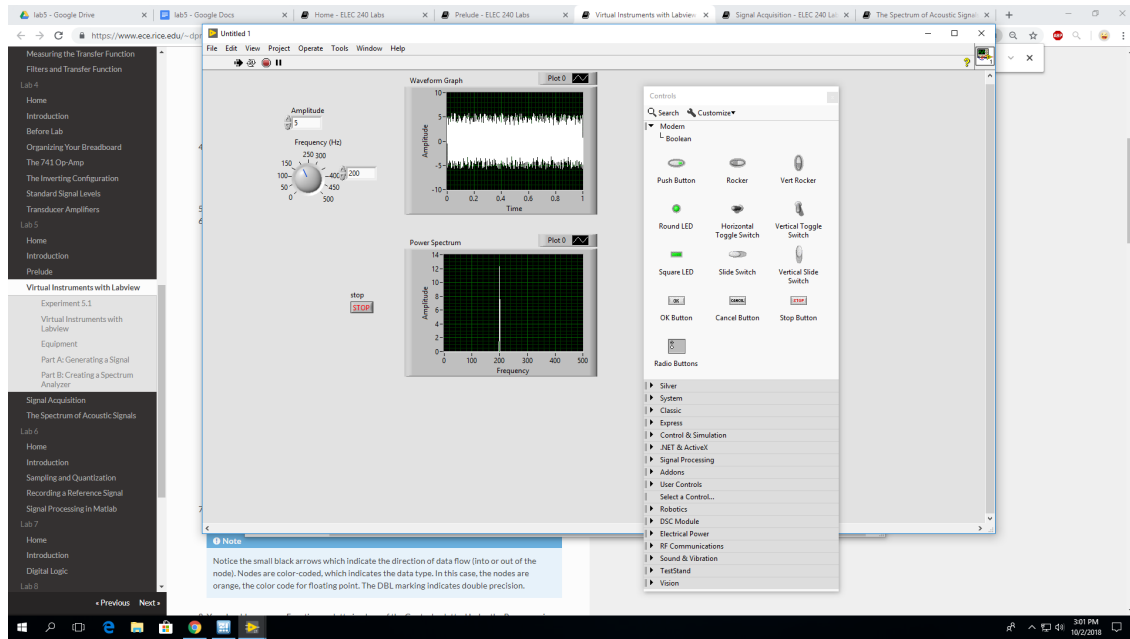 lab5 - Google Drive
lab5 - Google Docs
Home - ELEC 240 Labs
Prelude - ELEC 240 Labs
Virtual Instruments with Labview
Signal Acquisition - ELEC 240 Lal
The Spectrum of Acoustic Signal
https://www.ece.rice.edu/~dpr
Measuring the Transfer Function
Filters and Transfer Function
Lab 4
Home
Introduction
Before Lab
Organizing Your Breadboard
The 741 Op-Amp
The Inverting Configuration
Standard Signal Levels
Transducer Amplifiers
Lab 5
Home
Introduction
Prelude
Virtual Instruments with Labview
Experiment 5.1
Virtual Instruments with
Labview
Equipment
Part A: Generating a Signal
Part B: Creating a Spectrum
Analyzer
Signal Acquisition
The Spectrum of Acoustic Signals
Lab 6
Home
Introduction
Sampling and Quantization
Recording a Reference Signal
Signal Processing in Matlab
Lab 7
Home
Introduction
Digital Logic
Lab 8
« Previous Next »
Untitled 1
File Edit View Project Operate Tools Window Help
Amplitude
5
Frequency (Hz)
0 50 100 150 250 300 400 450 500
200
stop
STOP
Waveform Graph
Plot 0
Amplitude
10
5
0
-5
-10
0 0.2 0.4 0.6 0.8 1
Time
Power Spectrum
Plot 0
Amplitude
14
12
10
8
6
4
2
0
0 100 200 300 400 500
Frequency
Controls
Search Customize
Modern
Boolean
Push Button
Rocker
Vert Rocker
Round LED
Horizontal
Toggle Switch
Vertical Toggle
Switch
Square LED
Slide Switch
Vertical Slide
Switch
OK
CANCEL
STOP
OK Button
Cancel Button
Stop Button
Radio Buttons
Silver
System
Classic
Express
Control & Simulation
.NET & ActiveX
Signal Processing
Addons
User Controls
Select a Control...
Robotics
DSC Module
Electrical Power
RF Communications
Sound & Vibration
TestStand
Vision
Note
Notice the small black arrows which indicate the direction of data flow (into or out of the
node). Nodes are color-coded, which indicates the data type. In this case, the nodes are
orange, the color code for floating point. The DBL marking indicates double precision.
3:01 PM
10/2/2018